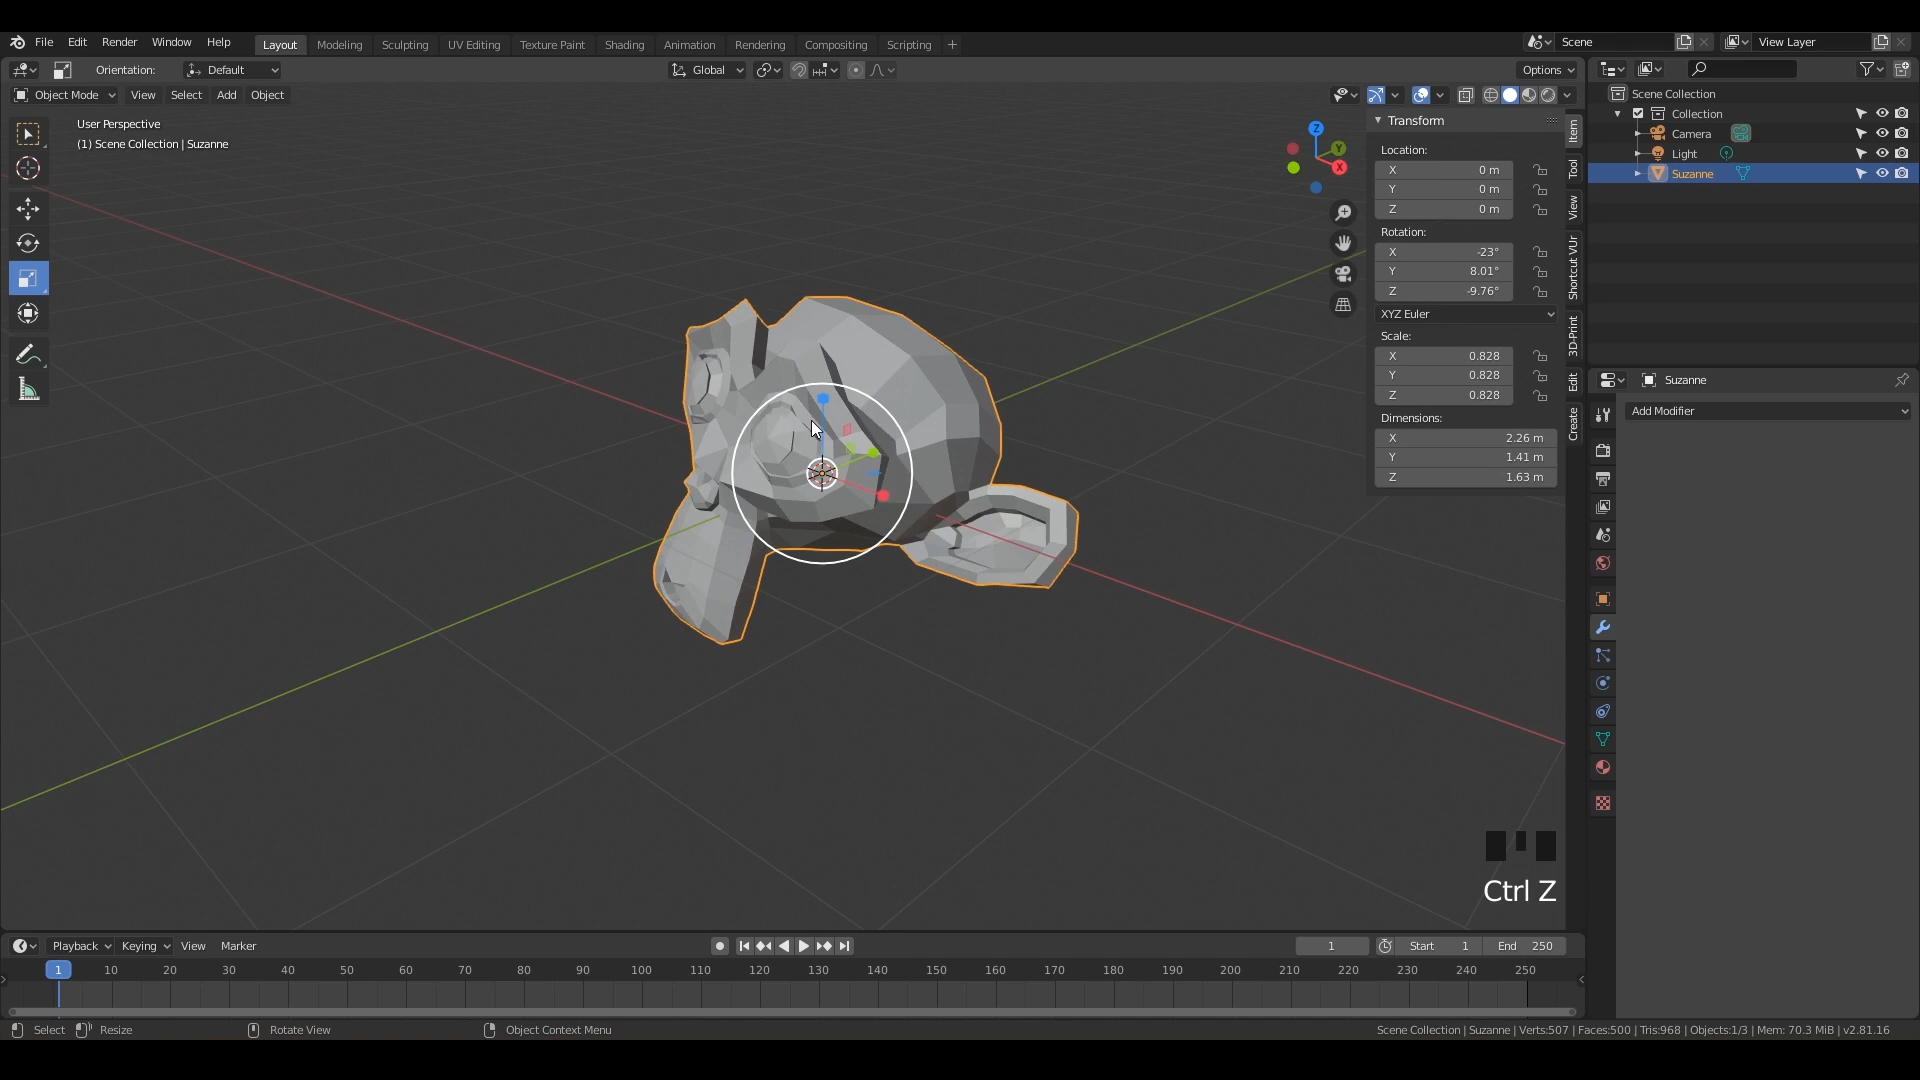 File Edit Render Window Help Layout Modeling Sculpting UV Editing Texture Paint Shading Animation Rendering Compositing Scripting + Scene View Layer
Orientation: Default Global Options
Object Mode View Select Add Object
User Perspective
(1) Scene Collection | Suzanne
Z
Y
X
Transform
Location:
X 0 m
Y 0 m
Z 0 m
Rotation:
X -23°
Y 8.01°
Z -9.76°
XYZ Euler
Scale:
X 0.828
Y 0.828
Z 0.828
Dimensions:
X 2.26 m
Y 1.41 m
Z 1.63 m
Item
Tool
View
Shortcut VUr
3D-Print
Edit
Create
Scene Collection
Collection
Camera
Light
Suzanne
Suzanne
Add Modifier
Ctrl Z
Playback Keying View Marker 1 Start 1 End 250
1 10 20 30 40 50 60 70 80 90 100 110 120 130 140 150 160 170 180 190 200 210 220 230 240 250
Select Resize Rotate View Object Context Menu Scene Collection | Suzanne | Verts:507 | Faces:500 | Tris:968 | Objects:1/3 | Mem: 70.3 MiB | v2.81.16